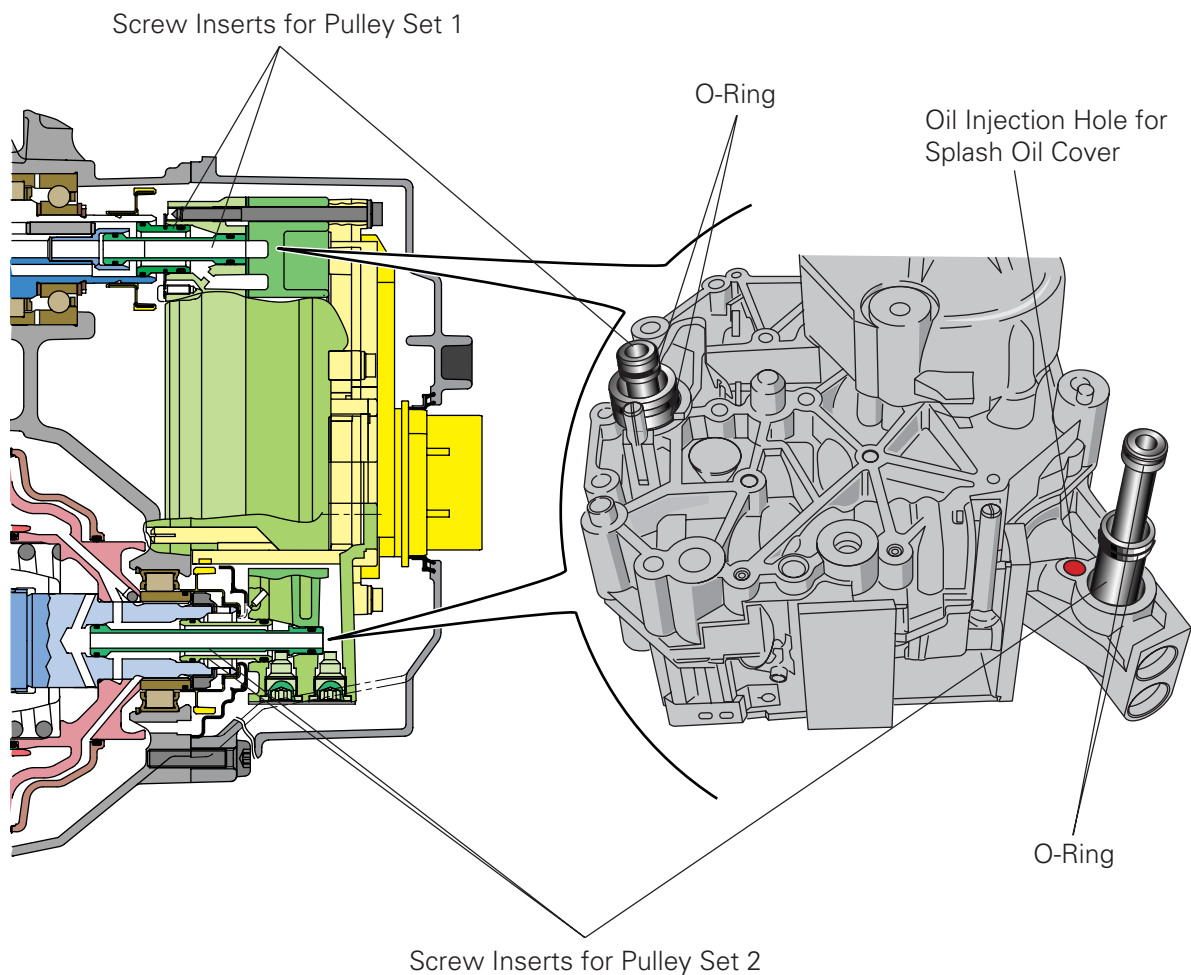 Screw Inserts for Pulley Set 1
O-Ring
Oil Injection Hole for
Splash Oil Cover
O-Ring
Screw Inserts for Pulley Set 2